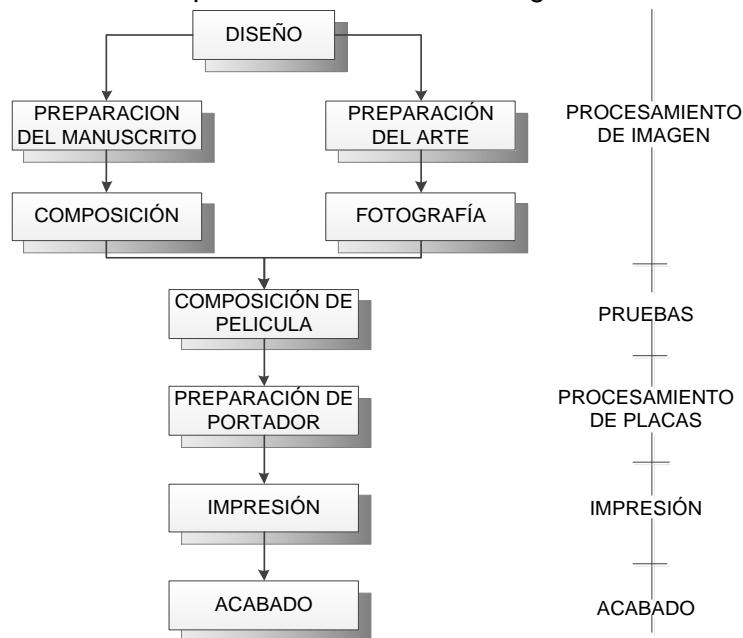 DISEÑO
PREPARACION
DEL MANUSCRITO
PREPARACIÓN
DEL ARTE
PROCESAMIENTO
DE IMAGEN
COMPOSICIÓN
FOTOGRAFÍA
COMPOSICIÓN DE
PELICULA
PRUEBAS
PREPARACIÓN DE
PORTADOR
PROCESAMIENTO
DE PLACAS
IMPRESIÓN
IMPRESIÓN
ACABADO
ACABADO